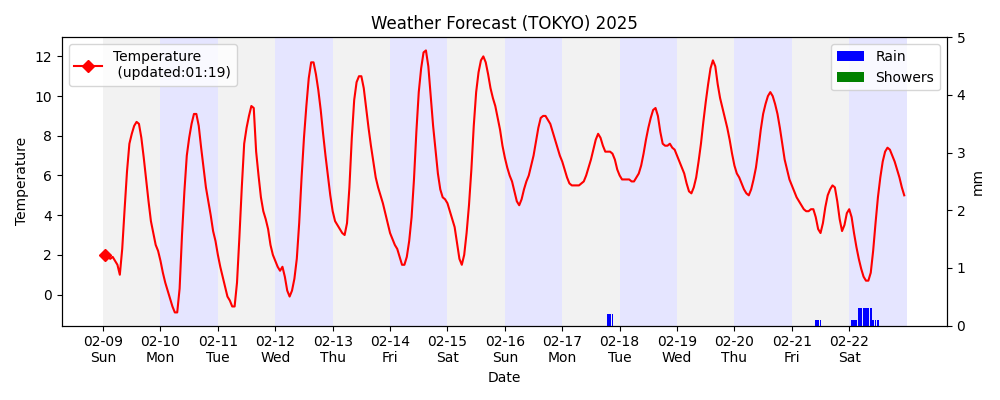 Weather Forecast (TOKYO) 2025
Temperature
(updated:01:19)
Rain
Showers
Temperature
12
10
8
6
4
2
0
5
4
3
2
1
0
mm
02-09 02-10 02-11 02-12 02-13 02-14 02-15 02-16 02-17 02-18 02-19 02-20 02-21 02-22
Sun Mon Tue Wed Thu Fri Sat Sun Mon Tue Wed Thu Fri Sat
Date